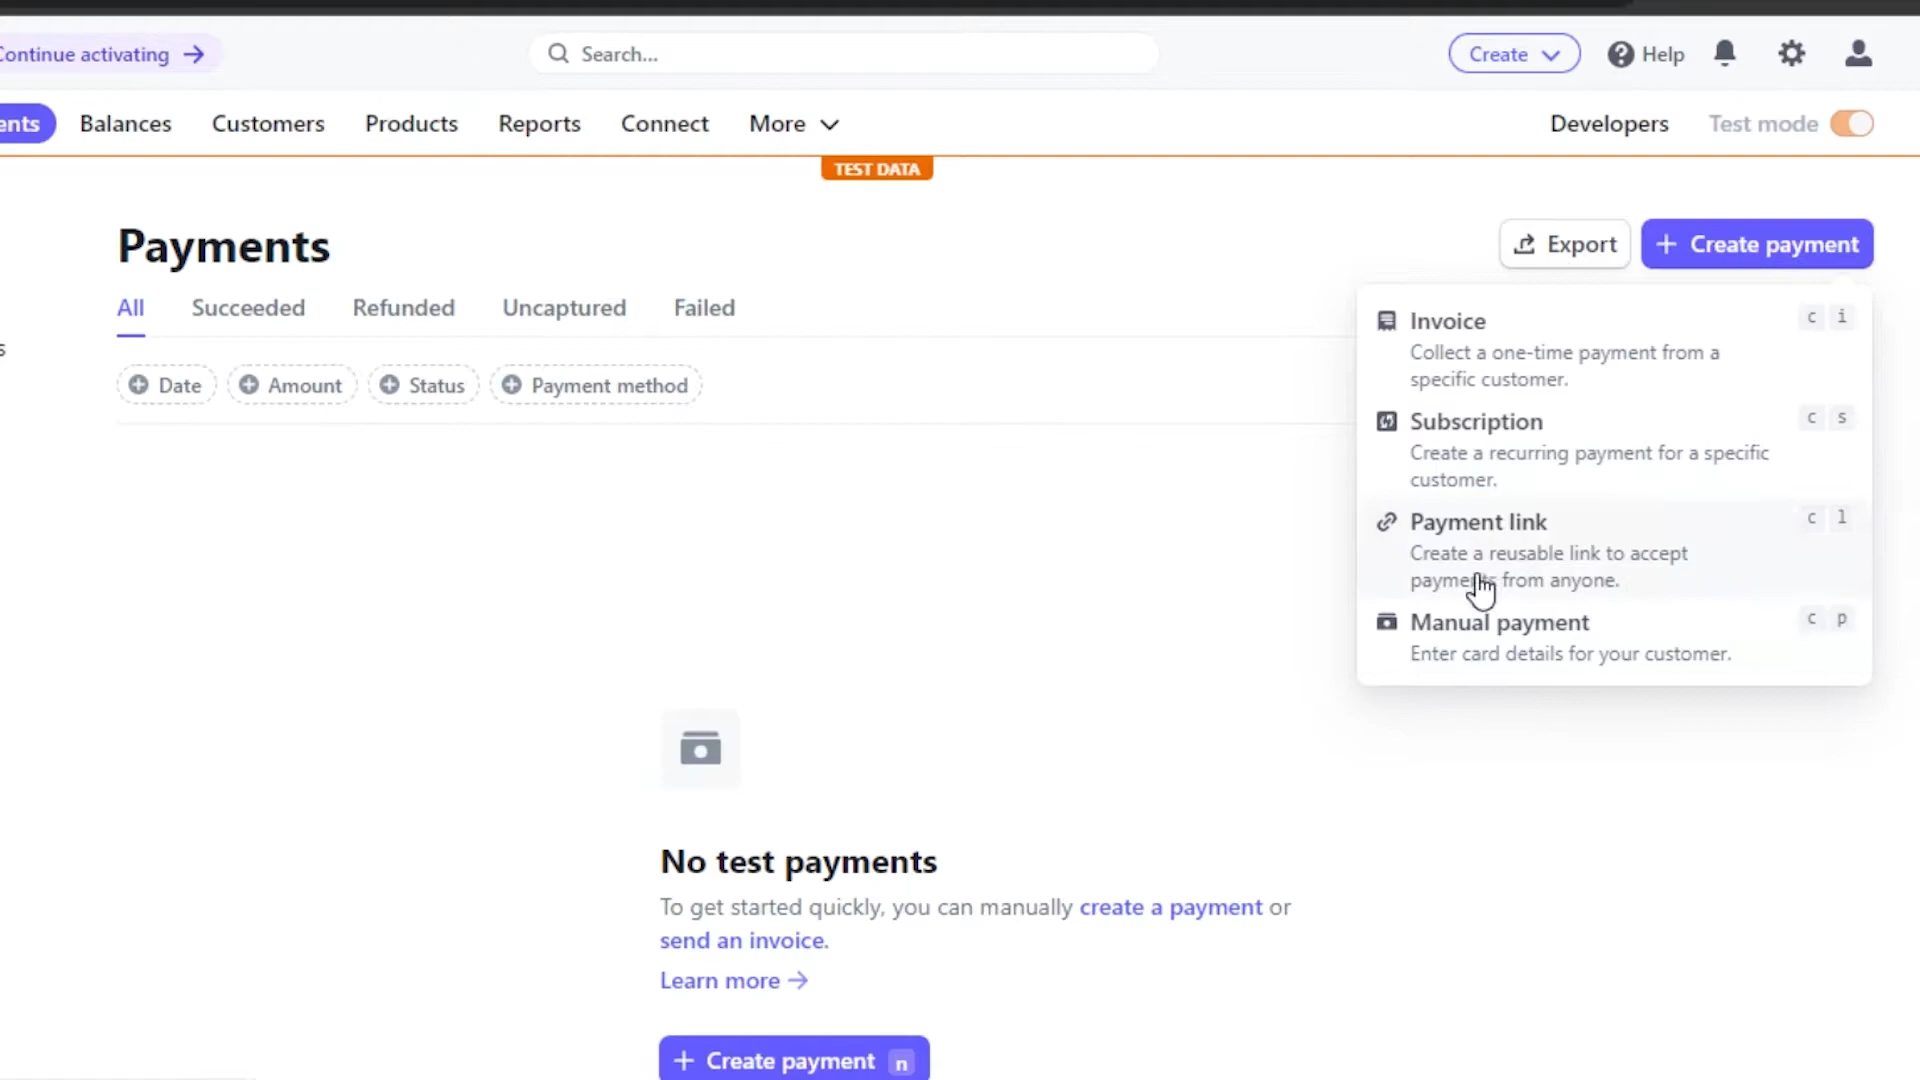 Continue activating
Search...
Create
Help
ents
Balances
Customers
Products
Reports
Connect
More
Developers
Test mode
TEST DATA
Payments
Export
Create payment
All
Succeeded
Refunded
Uncaptured
Failed
s
Date
Amount
Status
Payment method
Invoice
c i
Collect a one-time payment from a
specific customer.
Subscription
c s
Create a recurring payment for a specific
customer.
Payment link
c l
Create a reusable link to accept
payments from anyone.
Manual payment
c p
Enter card details for your customer.
No test payments
To get started quickly, you can manually create a payment or
send an invoice.
Learn more
Create payment n